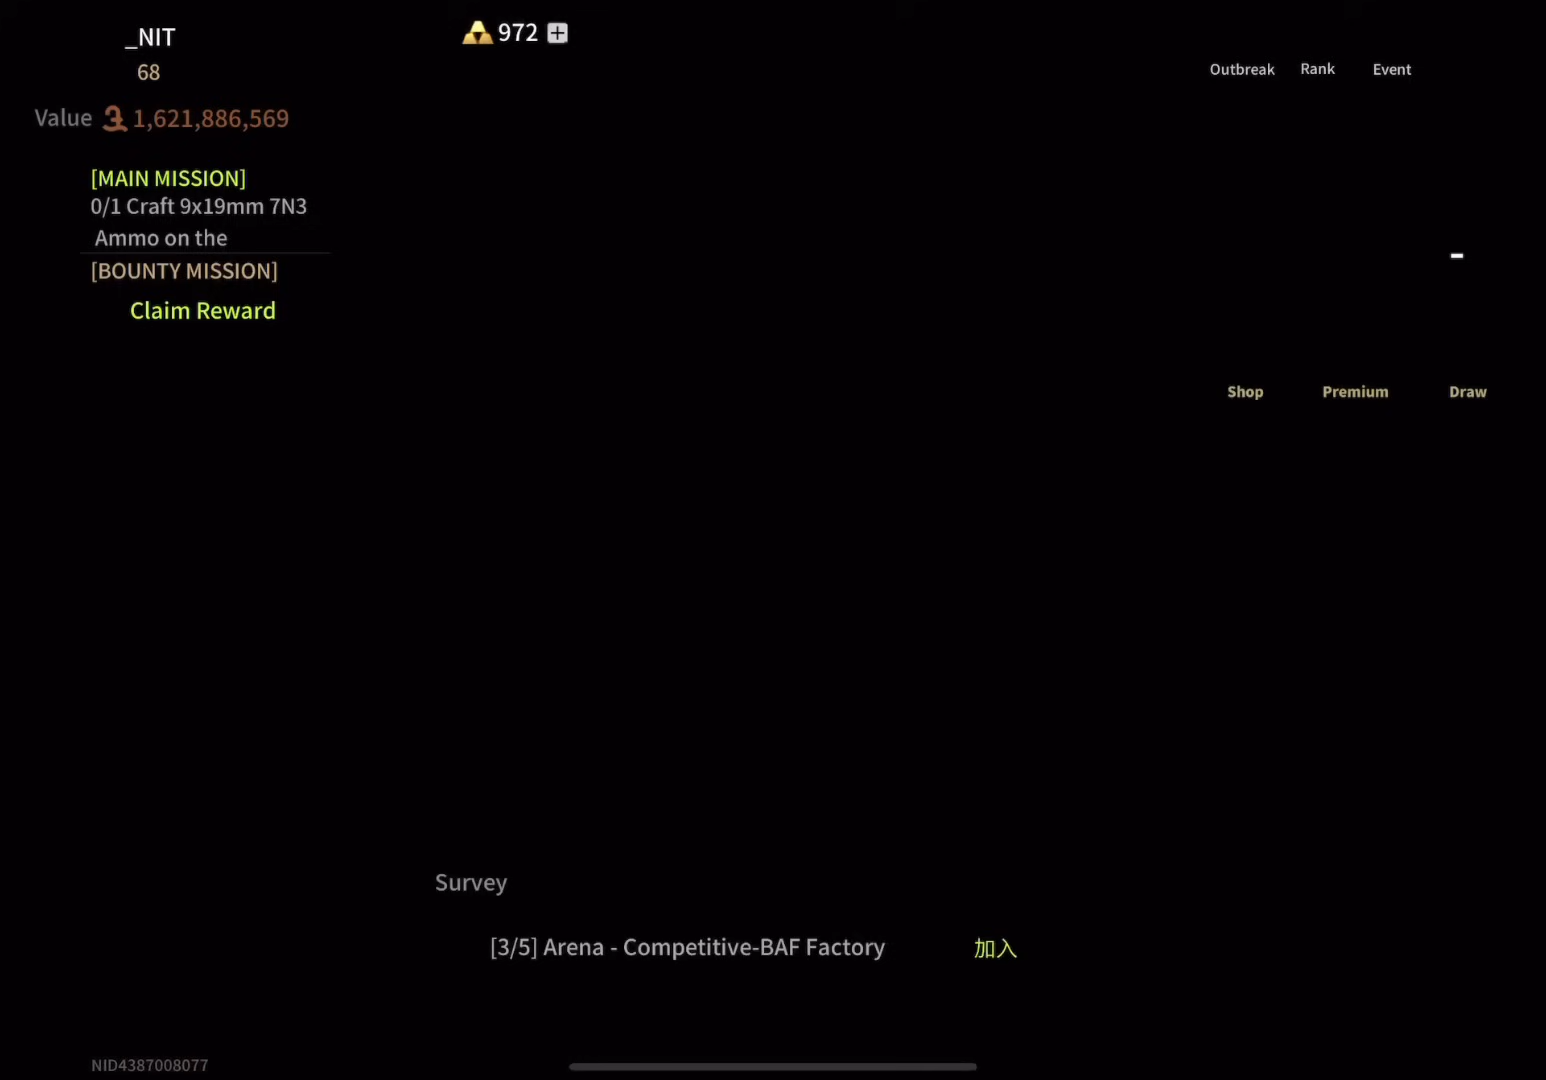 _NIT
68
972
Outbreak Rank Event
Value 1,621,886,569
[MAIN MISSION]
0/1 Craft 9x19mm 7N3
Ammo on the
[BOUNTY MISSION]
Claim Reward
Shop Premium Draw
Survey
[3/5] Arena - Competitive-BAF Factory 加入
NID4387008077